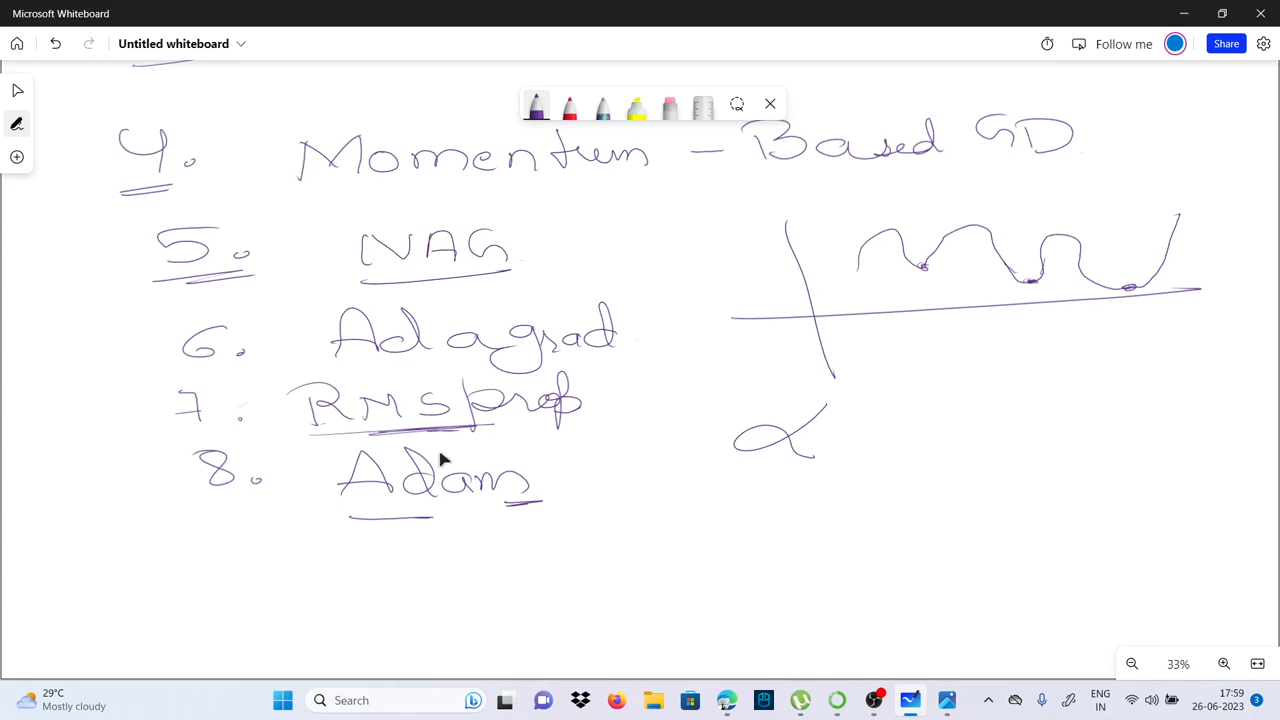 Microsoft Whiteboard
Untitled whiteboard
Follow me
Share
4. Momentum - Based GD
5. NAG
6. Adagrad
7. RMSprop
8. Adam
α
33%
29°C
Mostly cloudy
Search
ENG
IN
17:59
26-06-2023
3